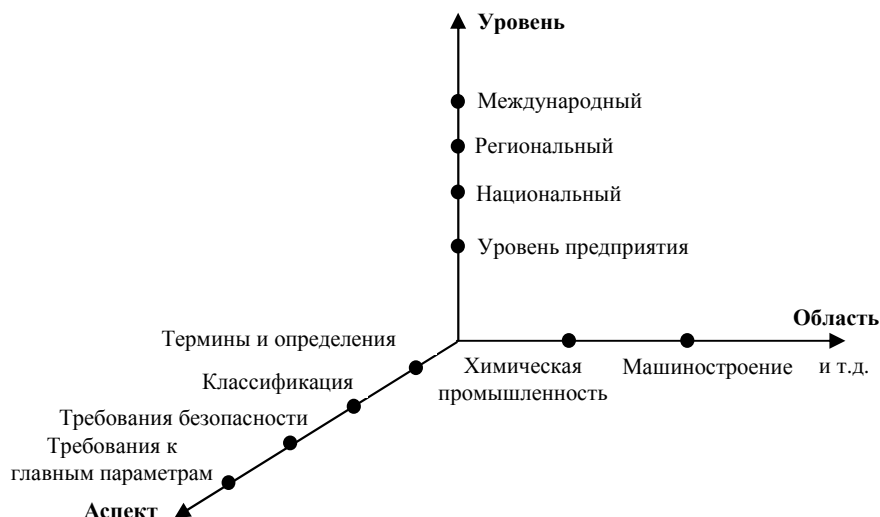 Уровень
Международный
Региональный
Национальный
Уровень предприятия
Область
Химическая
промышленность
Машиностроение
и т.д.
Термины и определения
Классификация
Требования безопасности
Требования к
главным параметрам
Аспект